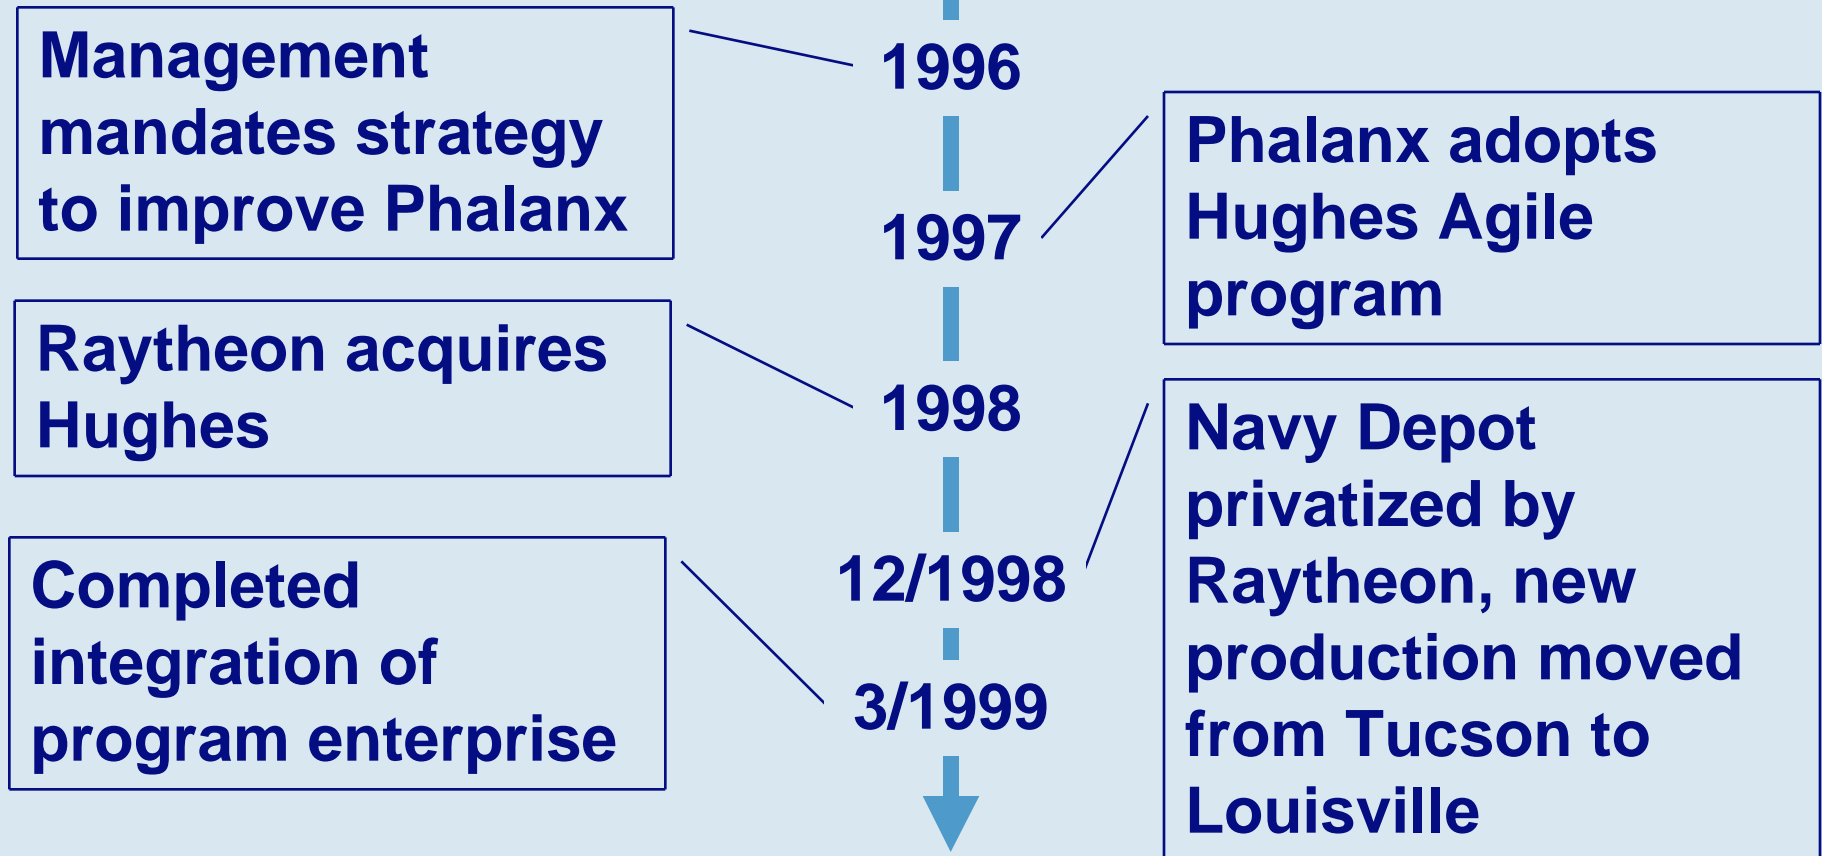 Management
mandates strategy
to improve Phalanx
1996
Phalanx adopts
Hughes Agile
program
1997
Raytheon acquires
Hughes
1998
Navy Depot
privatized by
Raytheon, new
production moved
from Tucson to
Louisville
12/1998
Completed
integration of
program enterprise
3/1999